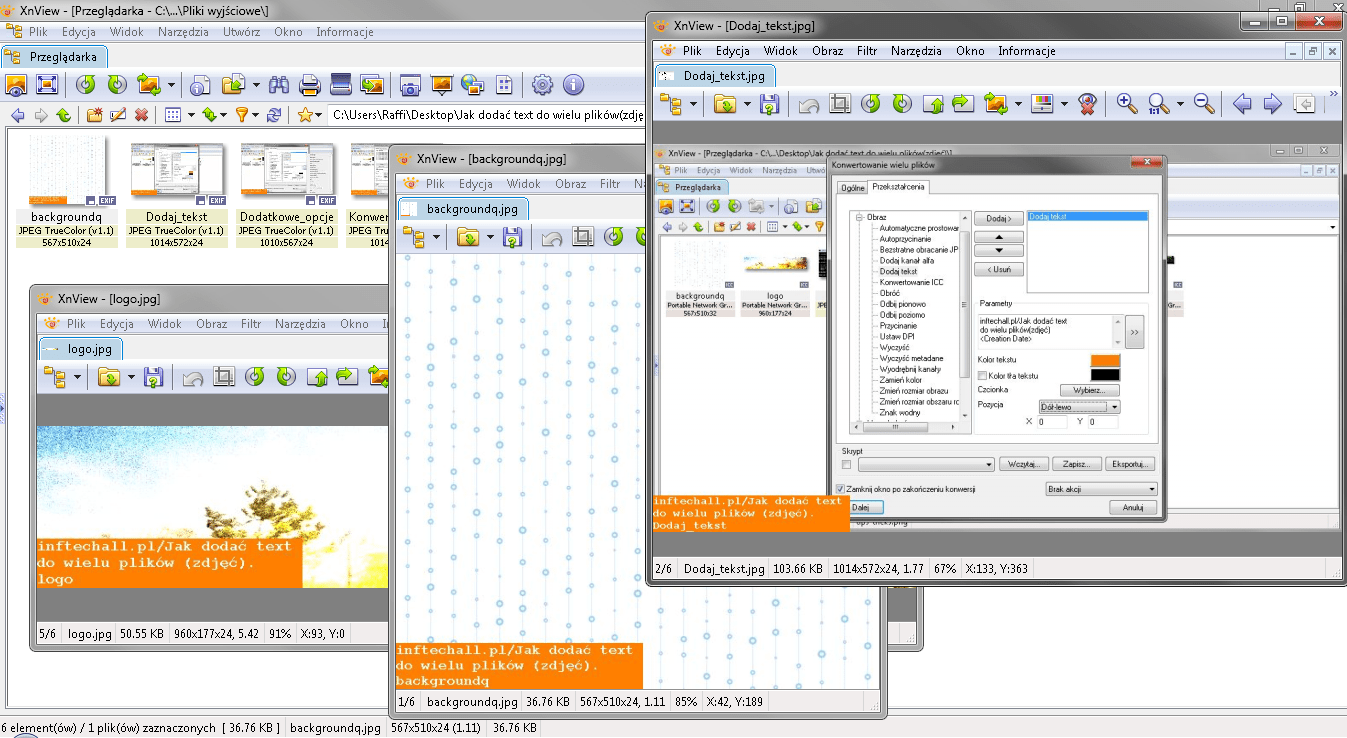 XnView - [Przeglądarka - C:\...\Pliki wyjściowe\]
Plik Edycja Widok Narzędzia Utwórz Okno Informacje
Przeglądarka
C:\Users\Raffi\Desktop\Jak dodać text do wielu plików(zdję
EXIF EXIF EXIF
backgroundq Dodaj_tekst Dodatkowe_opcje Konwer
JPEG TrueColor (v1.1) JPEG TrueColor (v1.1) JPEG TrueColor (v1.1) JPEG
567x510x24 1014x572x24 1010x567x24 1014
XnView - [logo.jpg]
Plik Edycja Widok Obraz Filtr Narzędzia Okno
logo.jpg
inftechall.pl/Jak dodać text
do wielu plików (zdjęć).
logo
5/6 logo.jpg 50.55 KB 960x177x24, 5.42 91% X:93, Y:0
XnView - [backgroundq.jpg]
Plik Edycja Widok Obraz Filtr
backgroundq.jpg
inftechall.pl/Jak dodać text
do wielu plików (zdjęć).
backgroundq
1/6 backgroundq.jpg 36.76 KB 567x510x24, 1.11 85% X:42, Y:189
XnView - [Dodaj_tekst.jpg]
Plik Edycja Widok Obraz Filtr Narzędzia Okno Informacje
Dodaj_tekst.jpg
1:1
XnView - [Przeglądarka - C:\...\Desktop\Jak dodać text do wielu plików(zdjęć)\]
Plik Edycja Widok Narzędzia Utwó
Przeglądarka
backgroundq logo
Portable Network Gr... Portable Network Gr... JPE
567x510x32 960x177x24
Konwertowanie wielu plików
Ogólne Przekształcenia
Obraz
Automatyczne prostowar
Autoprzycinanie
Bezstratne obracanie JP
Dodaj kanał alfa
Dodaj tekst
Konwertowanie ICC
Obróć
Odbij pionowo
Odbij poziomo
Przycinanie
Ustaw DPI
Wyczyść
Wyczyść metadane
Wyodrębnij kanały
Zamień kolor
Zmień rozmiar obrazu
Zmień rozmiar obszaru ro
Znak wodny
Dodaj >
< Usuń
Dodaj tekst
Parametry
inftechall.pl/Jak dodać text
do wielu plików(zdjęć)
<Creation Date>
>>
Kolor tekstu
Kolor tła tekstu
Czcionka Wybierz...
Pozycja Dół-lewo
X 0 Y 0
Skrypt
Wczytaj... Zapisz... Eksportuj...
Zamknij okno po zakończeniu konwersji Brak akcji
Dalej Anuluj
inftechall.pl/Jak dodać text
do wielu plików (zdjęć).
Dodaj_tekst
2/6 Dodaj_tekst.jpg 103.66 KB 1014x572x24, 1.77 67% X:133, Y:363
6 element(ów) / 1 plik(ów) zaznaczonych [ 36.76 KB ] backgroundq.jpg 567x510x24 (1.11) 36.76 KB